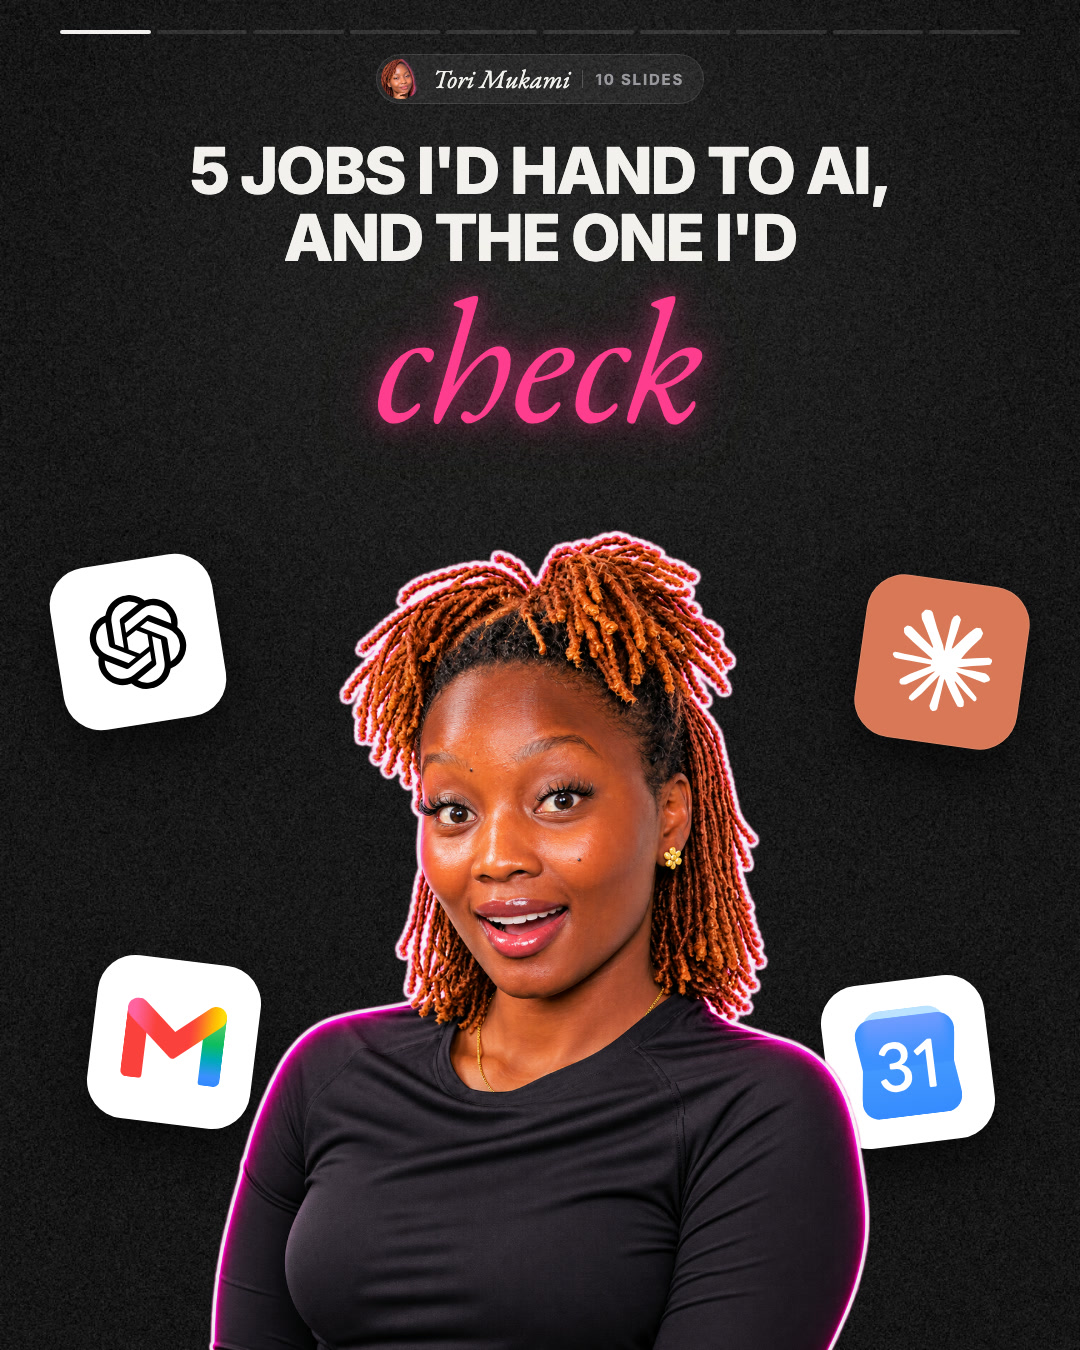 Tori Mukami
10 SLIDES
5 JOBS I'D HAND TO AI,
AND THE ONE I'D
check
31